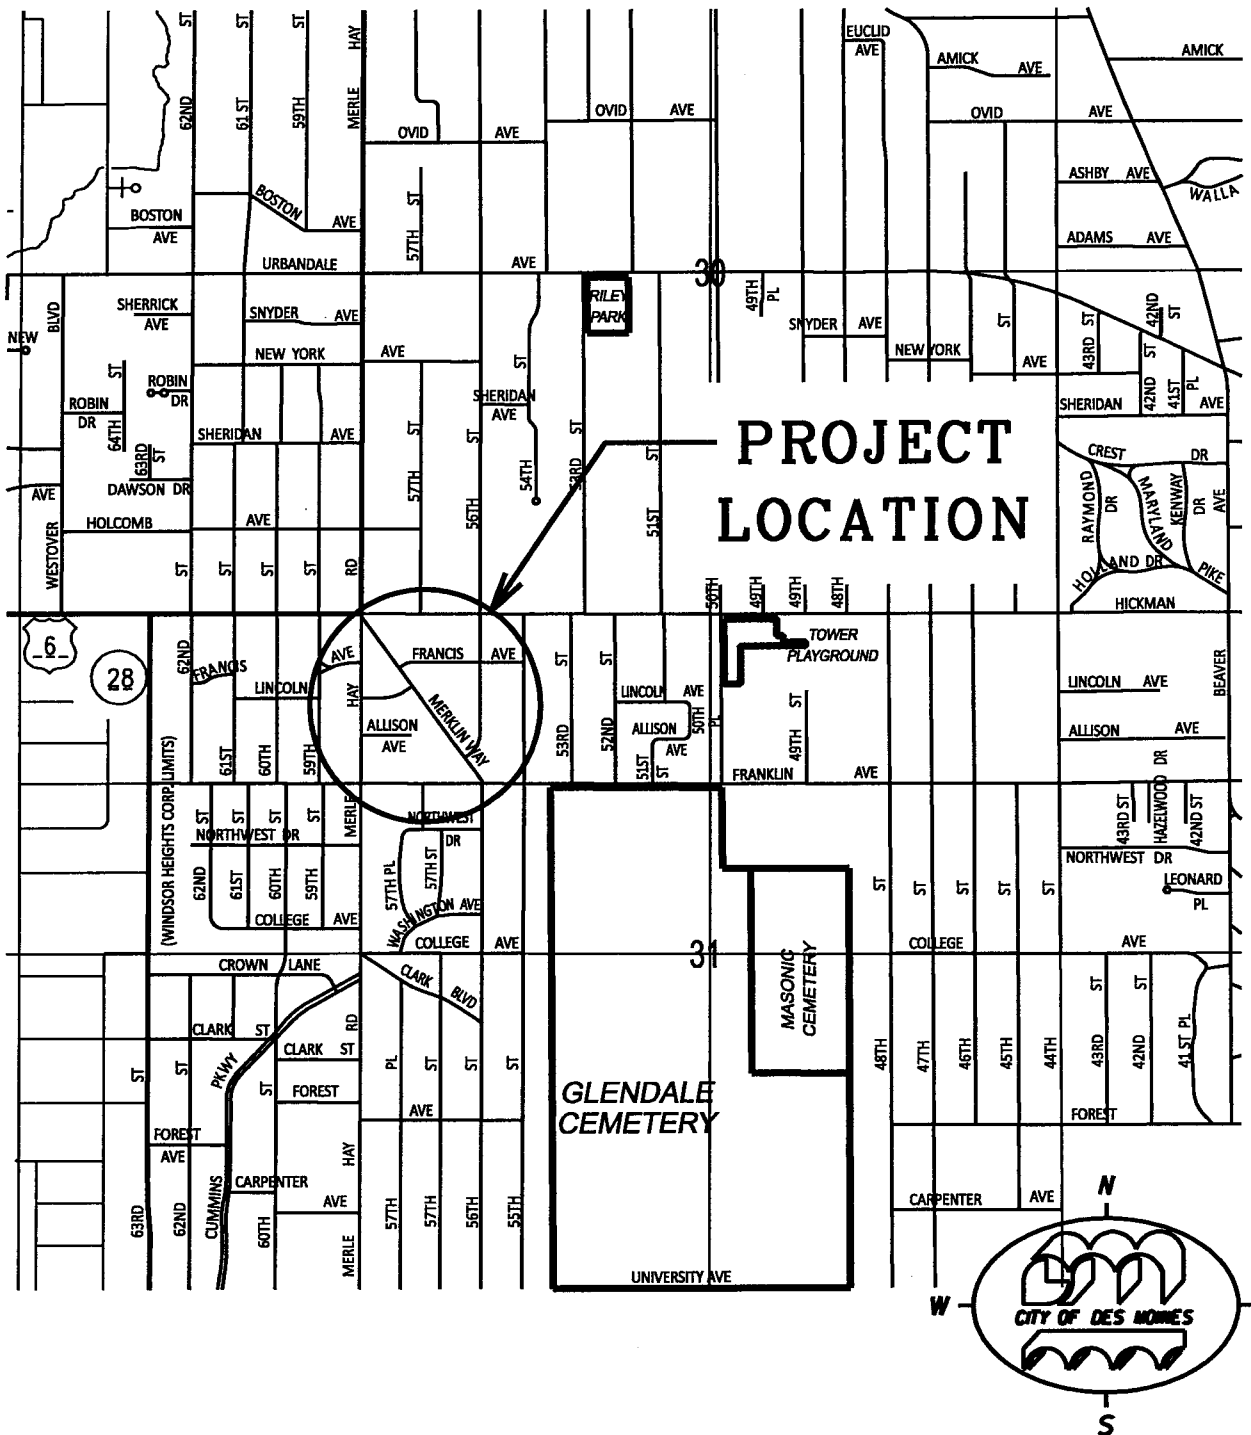 ST
ST
ST
HAY
EUCLID
AVE
AMICK
AVE
AMICK
62ND
61 ST
59TH
MERLE
OVID
AVE
OVID
AVE
OVID
AVE
ASHBY AVE
WALLA
BOSTON
AVE
BOSTON
AVE
57TH
ST
ADAMS
AVE
URBANDALE
AVE
30
RILEY
PARK
49TH
PL
SHERRICK
AVE
SNYDER
AVE
SNYDER
AVE
ST
43RD
ST
42ND
ST
NEW
BLVD
NEW YORK
AVE
NEW YORK
AVE
42ND
ST
41ST
PL
ROBIN
DR
ROBIN
DR
64TH
ST
SHERIDAN
AVE
SHERIDAN
AVE
SHERIDAN
AVE
63RD
ST
DAWSON DR
57TH
ST
56TH
ST
54TH
ST
53RD
ST
51ST
ST
PROJECT
LOCATION
CREST
DR
RAYMOND
DR
MARYLAND
KENWAY
DR
AVE
HOLLAND DR
PIKE
AVE
HOLCOMB
AVE
WESTOVER
ST
ST
ST
ST
RD
50TH
49TH
49TH
48TH
HICKMAN
6
28
62ND
FRANCIS
AVE
FRANCIS
AVE
ST
ST
TOWER
PLAYGROUND
LINCOLN
HAY
MERKLIN WAY
LINCOLN
AVE
LINCOLN
AVE
BEAVER
ALLISON
AVE
ALLISON
AVE
50TH
PL
49TH
ST
ALLISON
AVE
61ST
60TH
59TH
53RD
52ND
51ST
ST
FRANKLIN
AVE
(WINDSOR HEIGHTS CORP. LIMITS)
ST
ST
ST
ST
MERLE
NORTHWEST
DR
NORTHWEST DR
43RD ST
HAZELWOOD
DR
42ND ST
NORTHWEST DR
62ND
61ST
60TH
59TH
57TH PL
57TH ST
WASHINGTON AVE
ST
ST
ST
ST
ST
LEONARD
PL
COLLEGE
AVE
COLLEGE
AVE
31
COLLEGE
AVE
CROWN
LANE
CLARK
BLVD
MASONIC
CEMETERY
CLARK
ST
CLARK
ST
RD
48TH
47TH
46TH
45TH
44TH
43RD
ST
42ND
ST
41 ST PL
ST
ST
PKWY
ST
FOREST
PL
ST
ST
ST
AVE
GLENDALE
CEMETERY
FOREST
FOREST
AVE
HAY
CARPENTER
AVE
CARPENTER
AVE
63RD
62ND
CUMMINS
60TH
MERLE
57TH
57TH
56TH
55TH
UNIVERSITY AVE
N
W
CITY OF DES MOINES
S